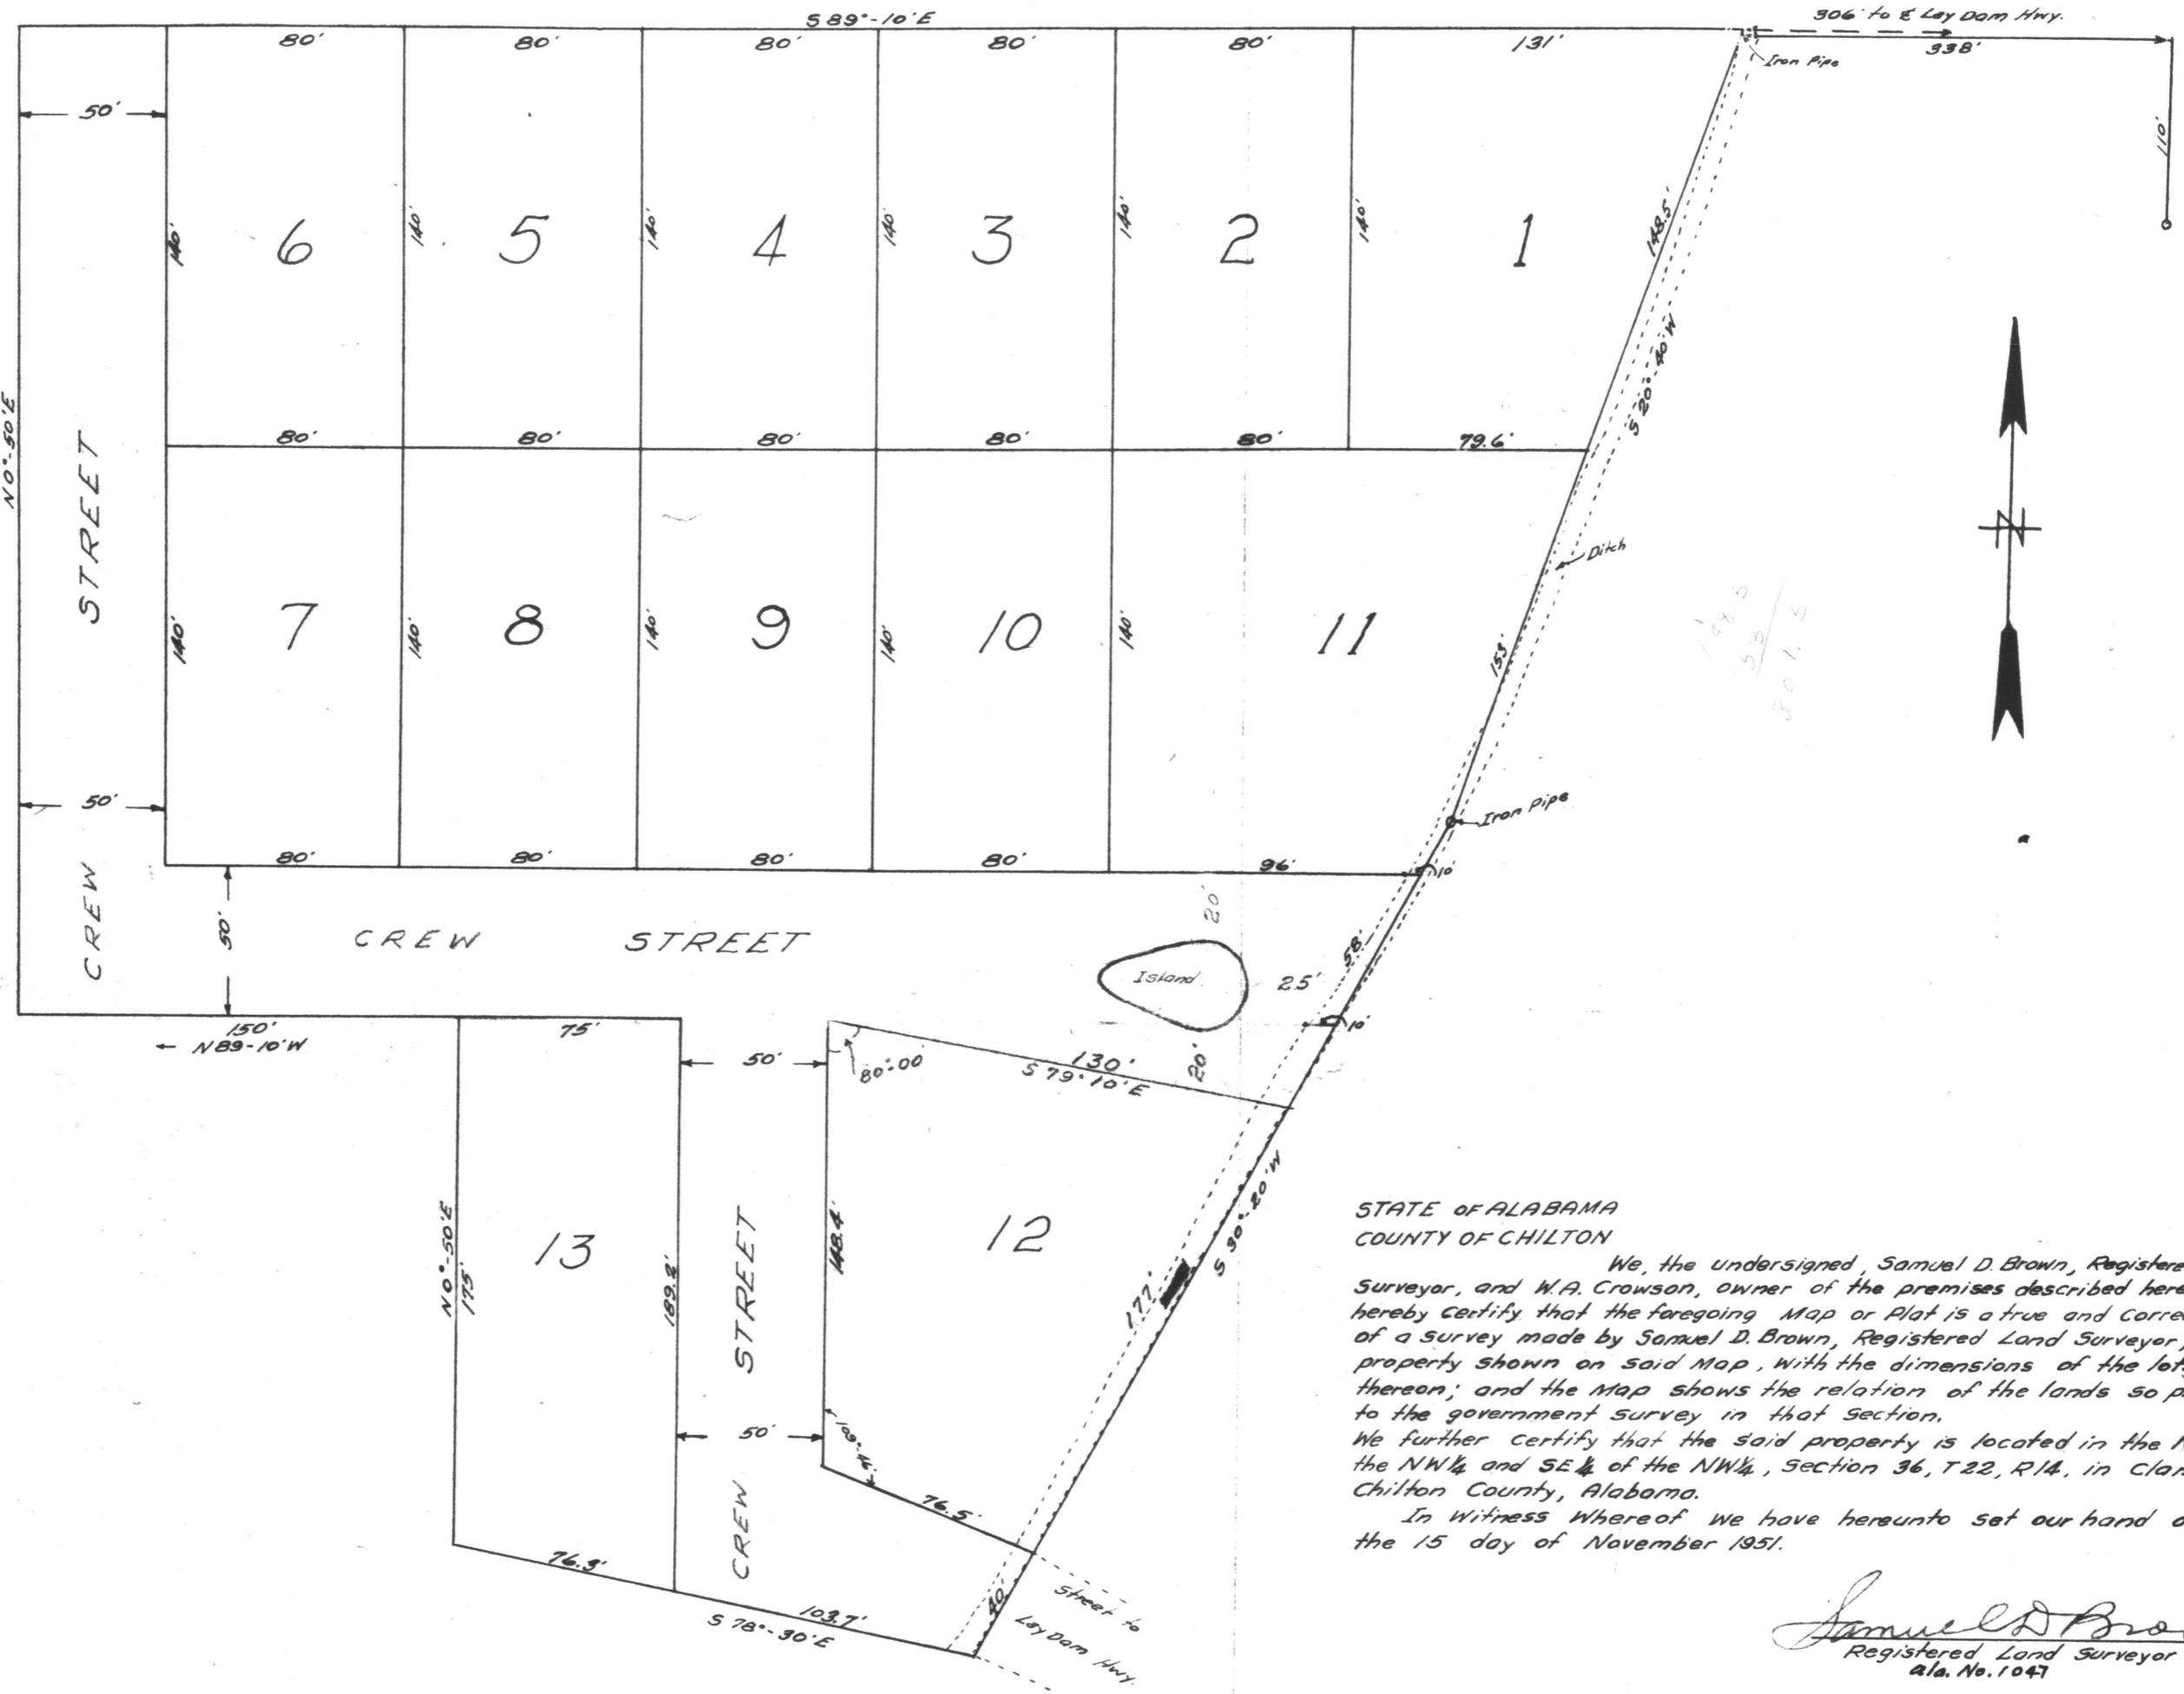 S 89°-10' E
306' to ℄ Lay Dam Hwy.
80' 80' 80' 80' 80' 131' 338'
Iron Pipe
50'
110'
140' 140' 140' 140' 140' 140' 148.5'
6 5 4 3 2 1
S 20°-40' W
N 0°-50' E
80' 80' 80' 80' 80' 79.6'
STREET
Ditch
148.5
153
301.5
N
7 8 9 10 11
140' 140' 140' 140' 140' 153'
50'
Iron Pipe
80' 80' 80' 80' 96' 10'
CREW
50'
CREW STREET
20'
Island
25'
58'
10'
150' 75'
← N 89-10' W
50'
80°:00'
130'
S 79°-10' E
20'
N 0°-50' E
175'
13
189.2'
STREET
148.4'
12
177'
S 30°-20' W
50'
CREW
76.5'
76.3'
103.7'
S 78°-30' E
40'
Street to
Lay Dam Hwy.
STATE OF ALABAMA
COUNTY OF CHILTON
We, the undersigned, Samuel D. Brown, Registere
Surveyor, and W.A. Crowson, owner of the premises described here
hereby certify that the foregoing Map or Plat is a true and corre
of a survey made by Samuel D. Brown, Registered Land Surveyor,
property shown on said Map, with the dimensions of the lot
thereon; and the Map shows the relation of the lands so p
to the government survey in that section.
We further certify that the said property is located in the
the NW¼ and SE¼ of the NW¼, Section 36, T22, R14, in Clan
Chilton County, Alabama.
In Witness Whereof we have hereunto set our hand
the 15 day of November 1951.
Samuel D Bro
Registered Land Surveyor
Ala. No. 1047